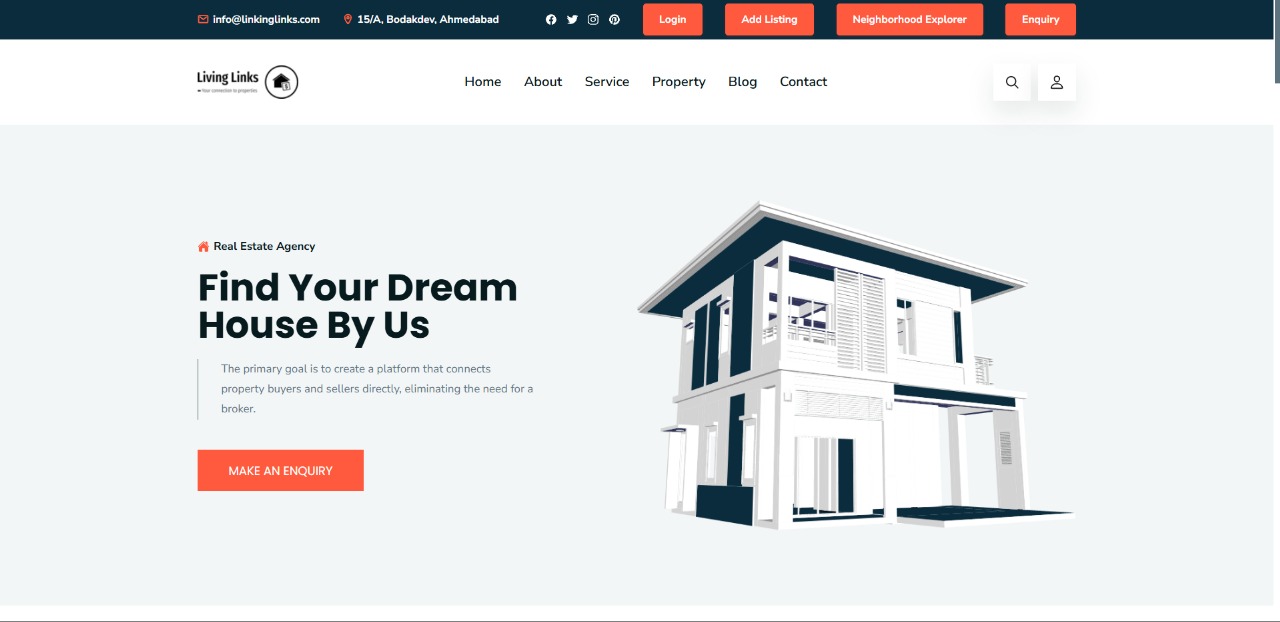 info@linkinglinks.com 15/A, Bodakdev, Ahmedabad Login Add Listing Neighborhood Explorer Enquiry
Living Links
Your connection to properties
Home About Service Property Blog Contact
Real Estate Agency
Find Your Dream
House By Us
The primary goal is to create a platform that connects
property buyers and sellers directly, eliminating the need for a
broker.
MAKE AN ENQUIRY